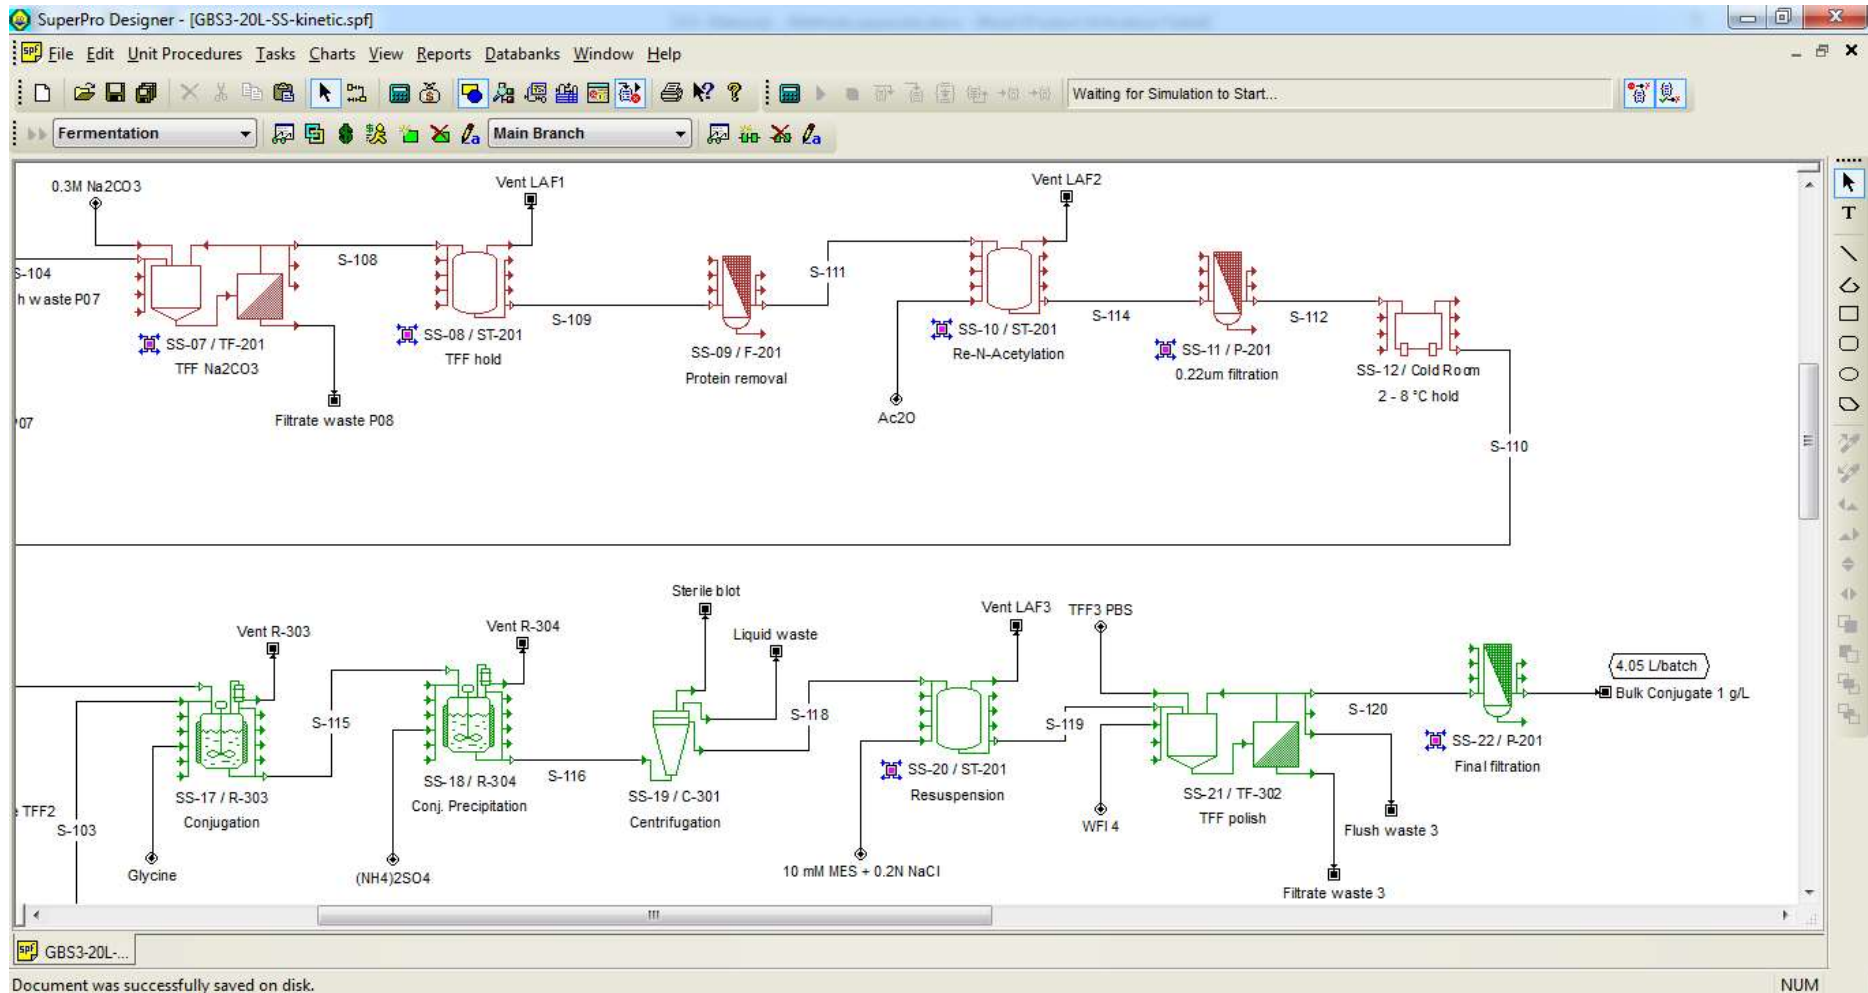 SuperPro Designer - [GBS3-20L-SS-kinetic.spf]
File Edit Unit Procedures Tasks Charts View Reports Databanks Window Help
Waiting for Simulation to Start...
Fermentation
Main Branch
0.3M Na2CO3
Vent LAF1
Vent LAF2
S-104
h waste P07
S-108
S-111
SS-07 / TF-201
TFF Na2CO3
SS-08 / ST-201
TFF hold
S-109
SS-09 / F-201
Protein removal
SS-10 / ST-201
Re-N-Acetylation
S-114
SS-11 / P-201
0.22um filtration
S-112
SS-12 / Cold Room
2 - 8 °C hold
Filtrate waste P08
Ac2O
07
S-110
Sterile blot
Vent R-303
Vent R-304
Liquid waste
Vent LAF3
TFF3 PBS
4.05 L/batch
Bulk Conjugate 1 g/L
S-115
S-118
S-119
S-120
SS-17 / R-303
Conjugation
SS-18 / R-304
Conj. Precipitation
S-116
SS-19 / C-301
Centrifugation
SS-20 / ST-201
Resuspension
SS-21 / TF-302
TFF polish
SS-22 / P-201
Final filtration
TFF2
S-103
WFI 4
Flush waste 3
Glycine
(NH4)2SO4
10 mM MES + 0.2N NaCl
Filtrate waste 3
GBS3-20L-...
Document was successfully saved on disk.
NUM